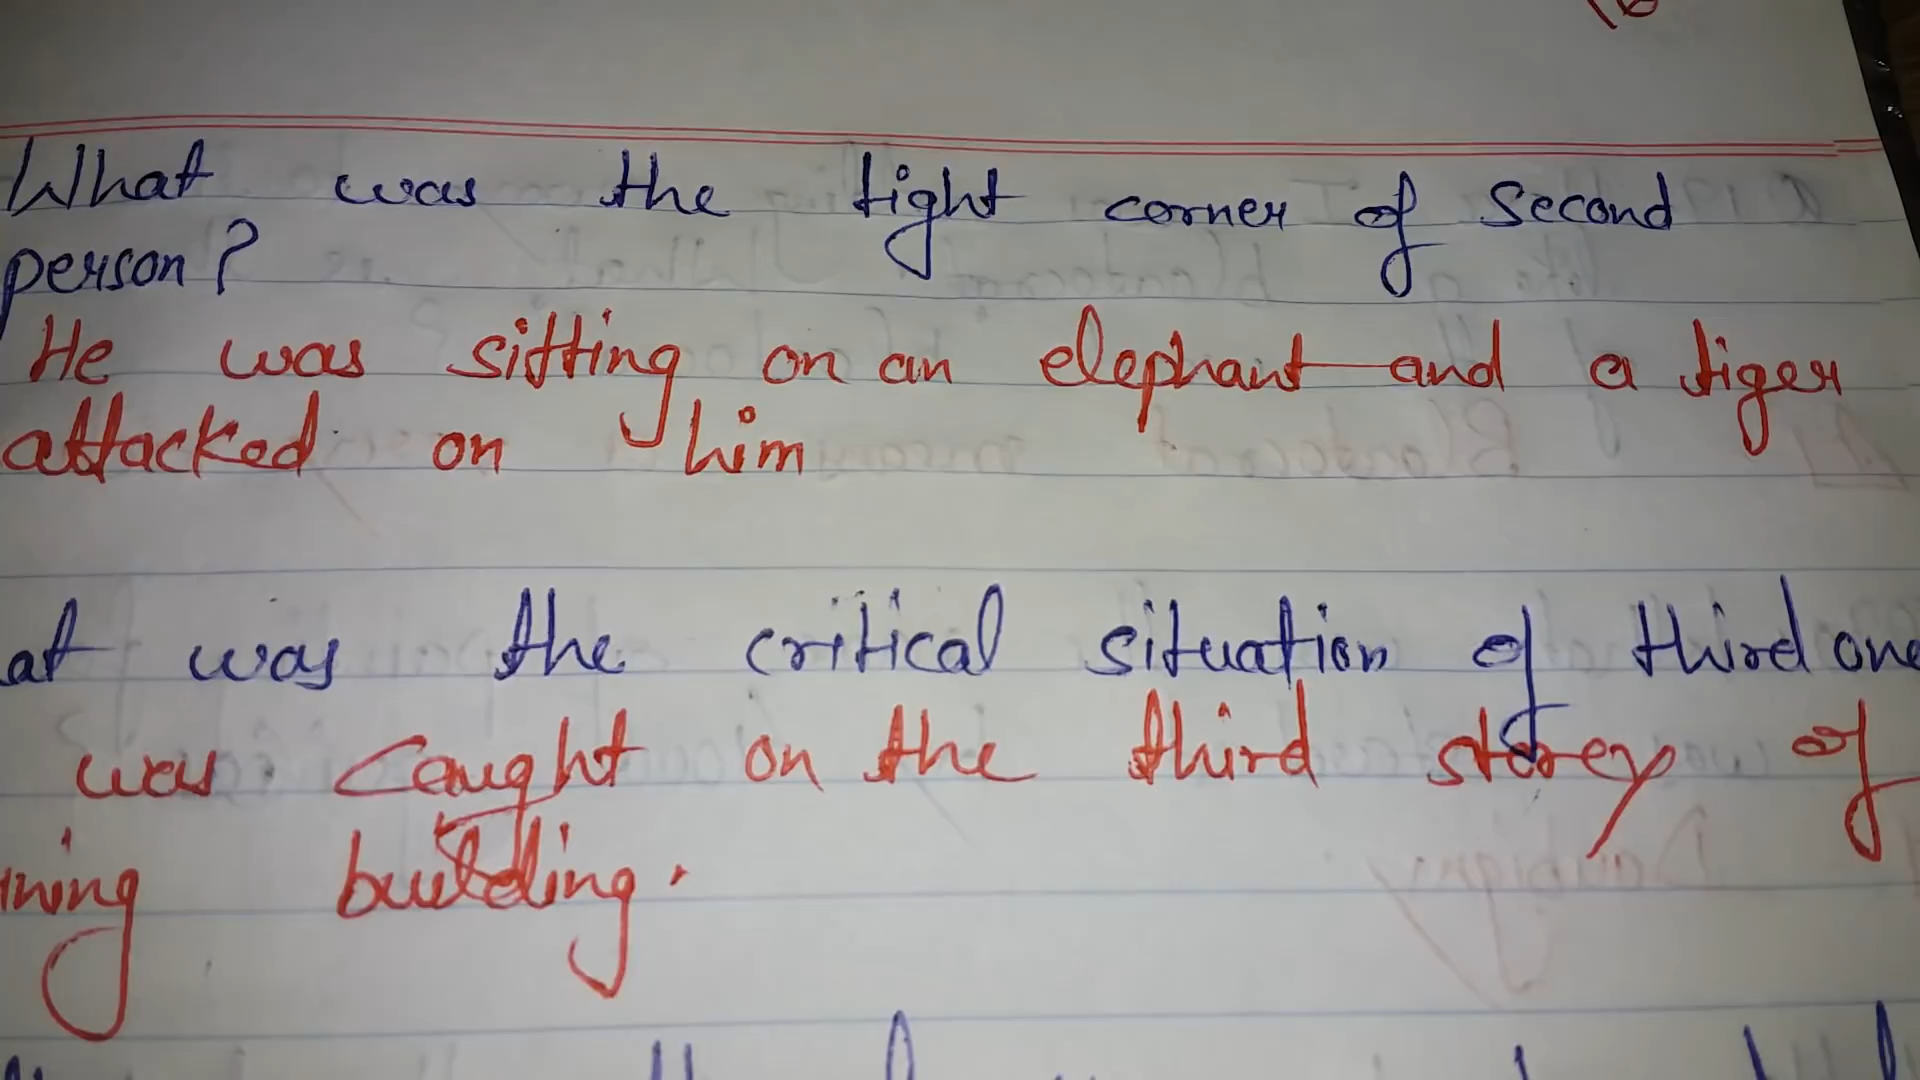 What was the tight corner of second
person?
He was sitting on an elephant and a tiger
attacked on him
at was the critical situation of third one
was caught on the third storey of
ning building.